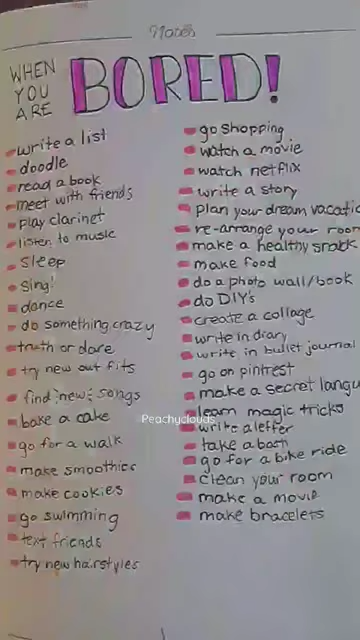 Notes
WHEN
YOU
ARE
BORED!
write a list
doodle
read a book
meet with friends
play clarinet
listen to music
sleep
sing!
dance
do something crazy
truth or dare
try new out fits
find new songs
bake a cake
go for a walk
make smoothies
make cookies
go swimming
text friends
try new hairstyles
go shopping
watch a movie
watch netflix
write a story
plan your dream vacatio
re-arrange your room
make a healthy snack
make food
do a photo wall/book
do DIY's
create a collage
write in diary
write in bullet journal
go on pintrest
make a secret langu
learn magic tricks
write a letter
take a bath
go for a bike ride
clean your room
make a movie
make bracelets
Peachyclouds